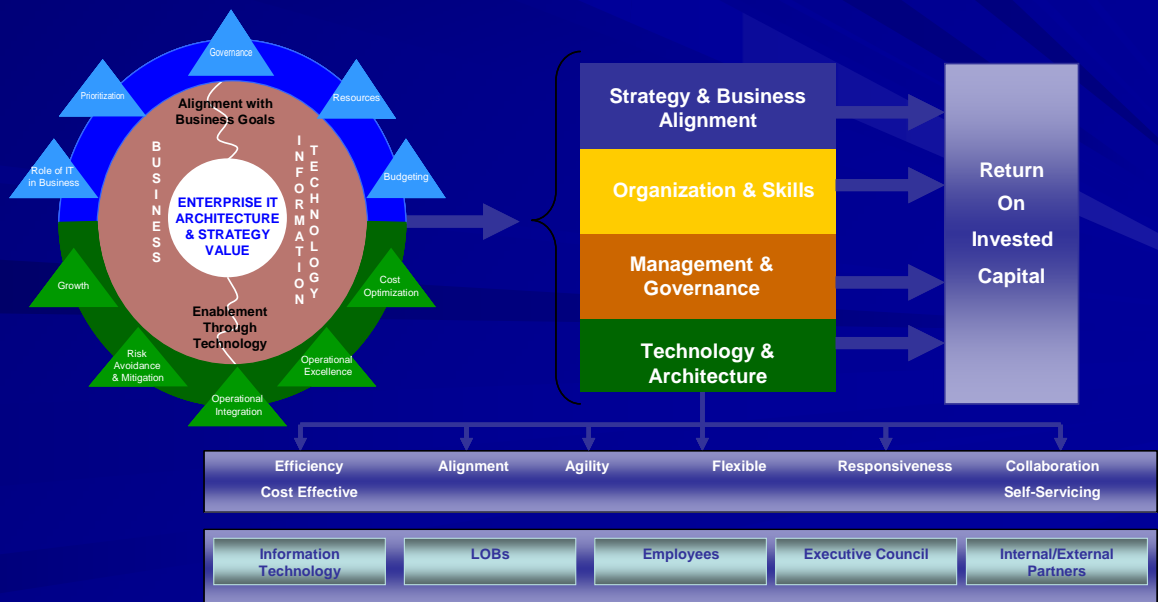 Governance
Prioritization
Resources
Role of IT
in Business
Budgeting
Alignment with
Business Goals
BUSINESS
INFORMATION
TECHNOLOGY
ENTERPRISE IT
ARCHITECTURE
& STRATEGY
VALUE
Enablement
Through
Technology
Growth
Cost
Optimization
Risk
Avoidance
& Mitigation
Operational
Excellence
Operational
Integration
Strategy & Business
Alignment
Organization & Skills
Management &
Governance
Technology &
Architecture
Return
On
Invested
Capital
Efficiency
Cost Effective
Alignment
Agility
Flexible
Responsiveness
Collaboration
Self-Servicing
Information
Technology
LOBs
Employees
Executive Council
Internal/External
Partners